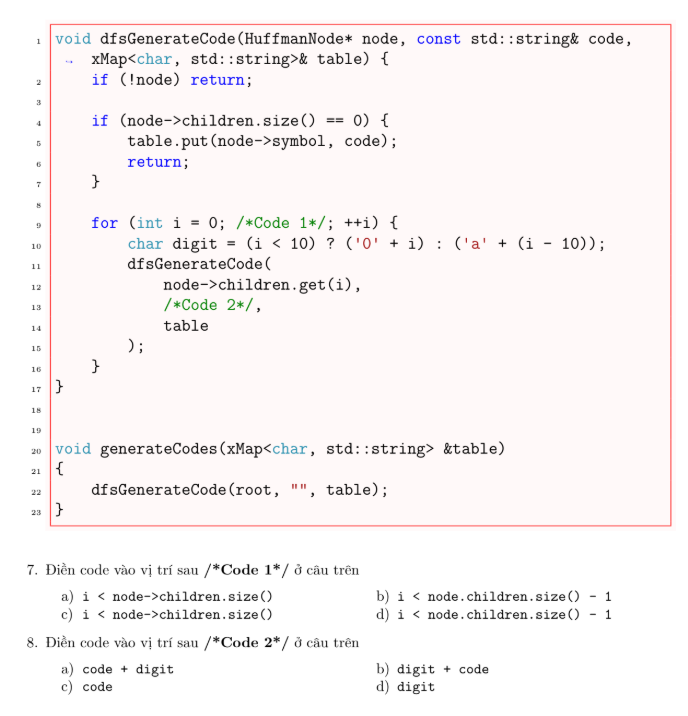 1 void dfsGenerateCode(HuffmanNode* node, const std::string& code,
↪ xMap<char, std::string>& table) {
2 if (!node) return;
3
4 if (node->children.size() == 0) {
5 table.put(node->symbol, code);
6 return;
7 }
8
9 for (int i = 0; /*Code 1*/; ++i) {
10 char digit = (i < 10) ? ('0' + i) : ('a' + (i - 10));
11 dfsGenerateCode(
12 node->children.get(i),
13 /*Code 2*/,
14 table
15 );
16 }
17 }
18
19
20 void generateCodes(xMap<char, std::string> &table)
21 {
22 dfsGenerateCode(root, "", table);
23 }
7. Điền code vào vị trí sau /*Code 1*/ ở câu trên
a) i < node->children.size() b) i < node.children.size() - 1
c) i < node->children.size() d) i < node.children.size() - 1
8. Điền code vào vị trí sau /*Code 2*/ ở câu trên
a) code + digit b) digit + code
c) code d) digit